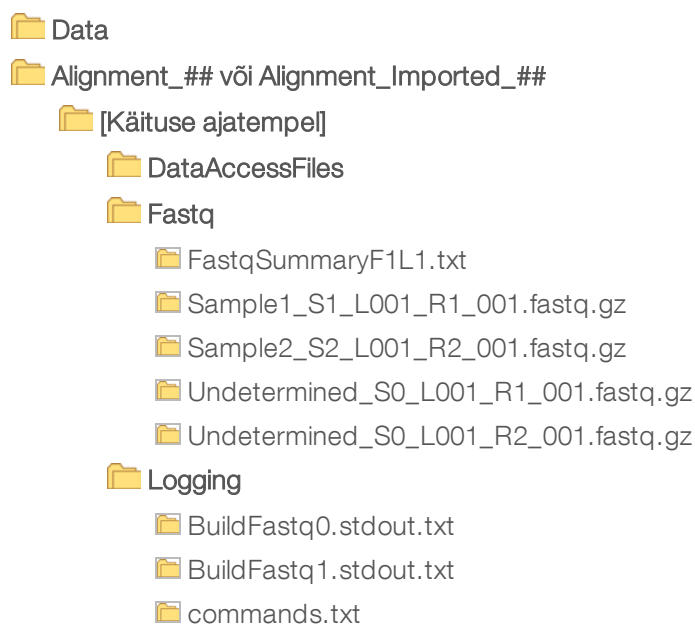 Data
Alignment_## või Alignment_Imported_##
[Käituse ajatempel]
DataAccessFiles
Fastq
FastqSummaryF1L1.txt
Sample1_S1_L001_R1_001.fastq.gz
Sample2_S2_L001_R2_001.fastq.gz
Undetermined_S0_L001_R1_001.fastq.gz
Undetermined_S0_L001_R2_001.fastq.gz
Logging
BuildFastq0.stdout.txt
BuildFastq1.stdout.txt
commands.txt